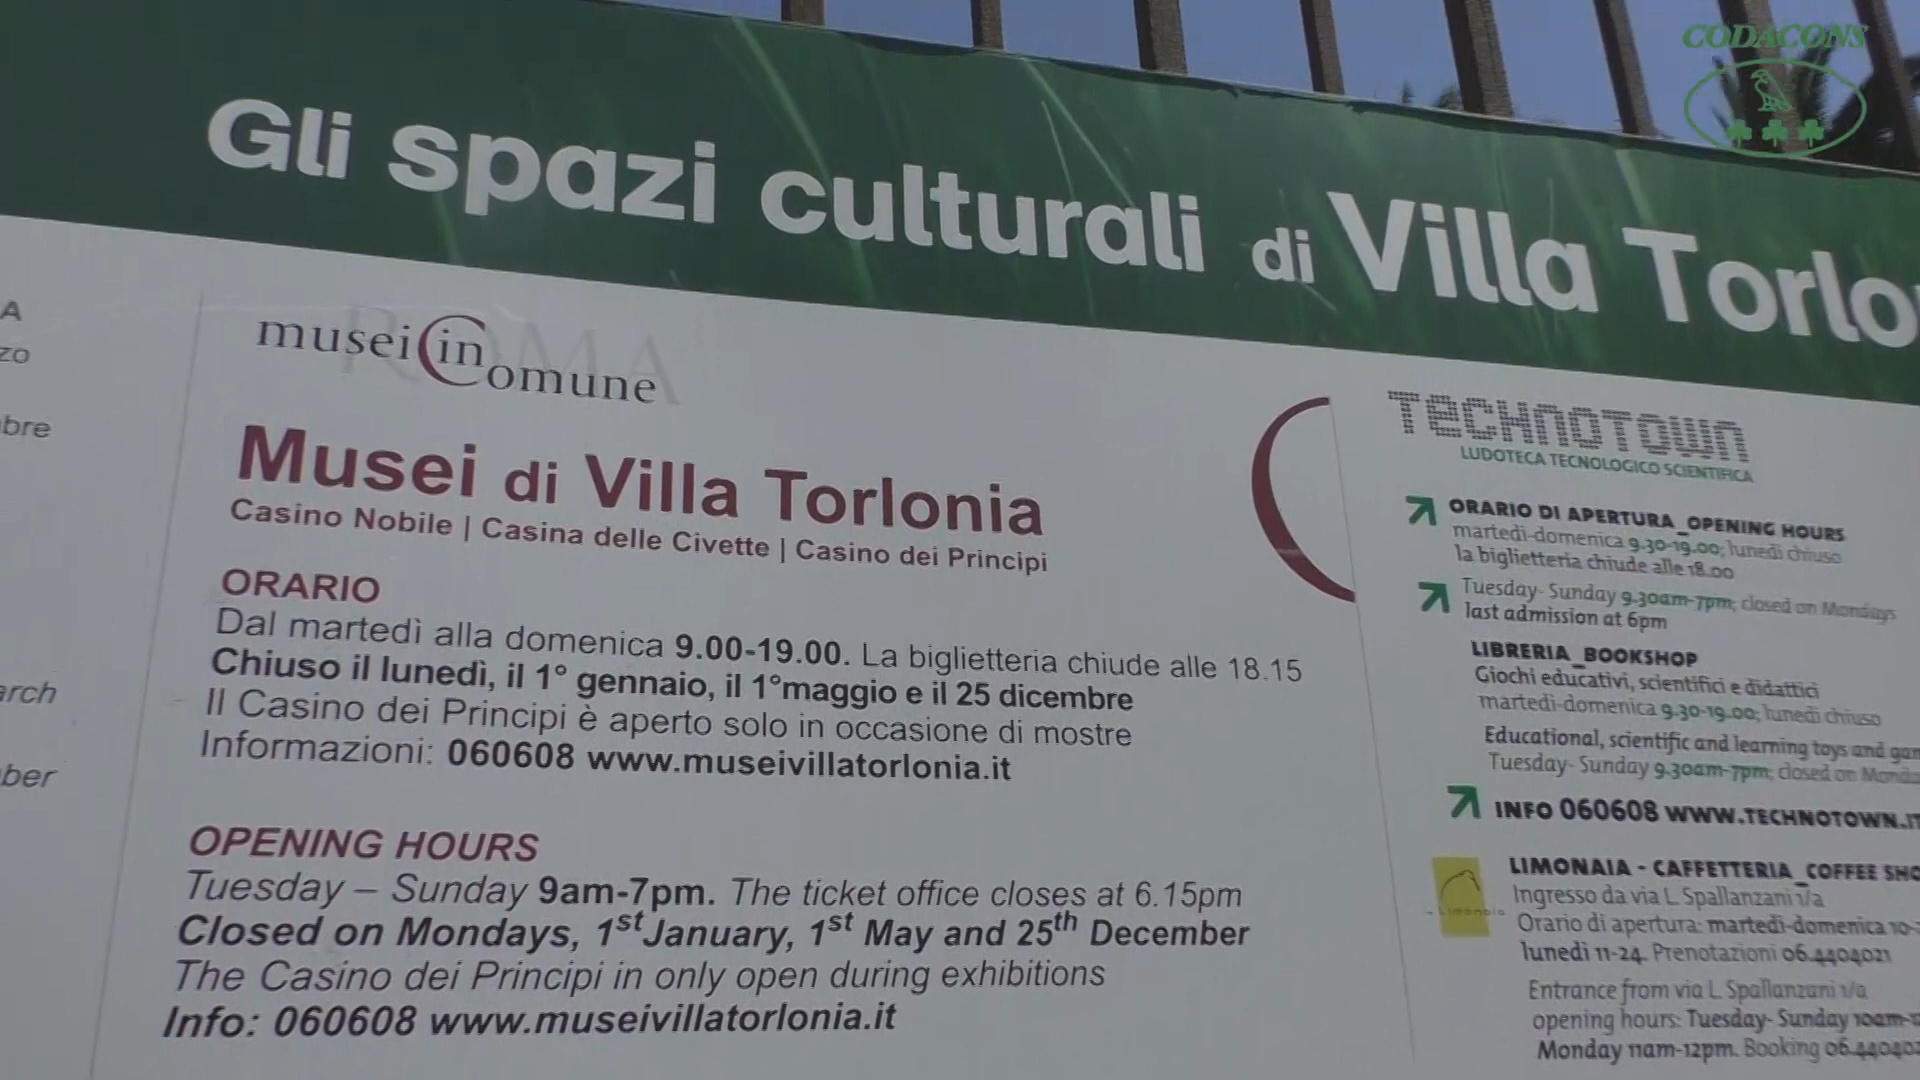 CODACONS
Gli spazi culturali di Villa Torlo
A
zo
bre
arch
ber
ROMA
musei in Comune
Musei di Villa Torlonia
Casino Nobile | Casina delle Civette | Casino dei Principi
ORARIO
Dal martedì alla domenica 9.00-19.00. La biglietteria chiude alle 18.15
Chiuso il lunedì, il 1° gennaio, il 1°maggio e il 25 dicembre
Il Casino dei Principi è aperto solo in occasione di mostre
Informazioni: 060608 www.museivillatorlonia.it
OPENING HOURS
Tuesday – Sunday 9am-7pm. The ticket office closes at 6.15pm
Closed on Mondays, 1st January, 1st May and 25th December
The Casino dei Principi in only open during exhibitions
Info: 060608 www.museivillatorlonia.it
TECHNOTOWN
LUDOTECA TECNOLOGICO SCIENTIFICA
ORARIO DI APERTURA_OPENING HOURS
martedì-domenica 9.30-19.00; lunedì chiuso
la biglietteria chiude alle 18.00
Tuesday- Sunday 9.30am-7pm; closed on Mondays
last admission at 6pm
LIBRERIA_BOOKSHOP
Giochi educativi, scientifici e didattici
martedì-domenica 9.30-19.00; lunedì chiuso
Educational, scientific and learning toys and gam
Tuesday- Sunday 9.30am-7pm; closed on Monda
INFO 060608 WWW.TECHNOTOWN.IT
Limonaia
LIMONAIA - CAFFETTERIA_COFFEE SHO
Ingresso da via L. Spallanzani 1/a
Orario di apertura: martedì-domenica 10-
lunedì 11-24. Prenotazioni 06.4404021
Entrance from via L. Spallanzani 1/a
opening hours: Tuesday- Sunday 10am-
Monday 11am-12pm. Booking 06.440402